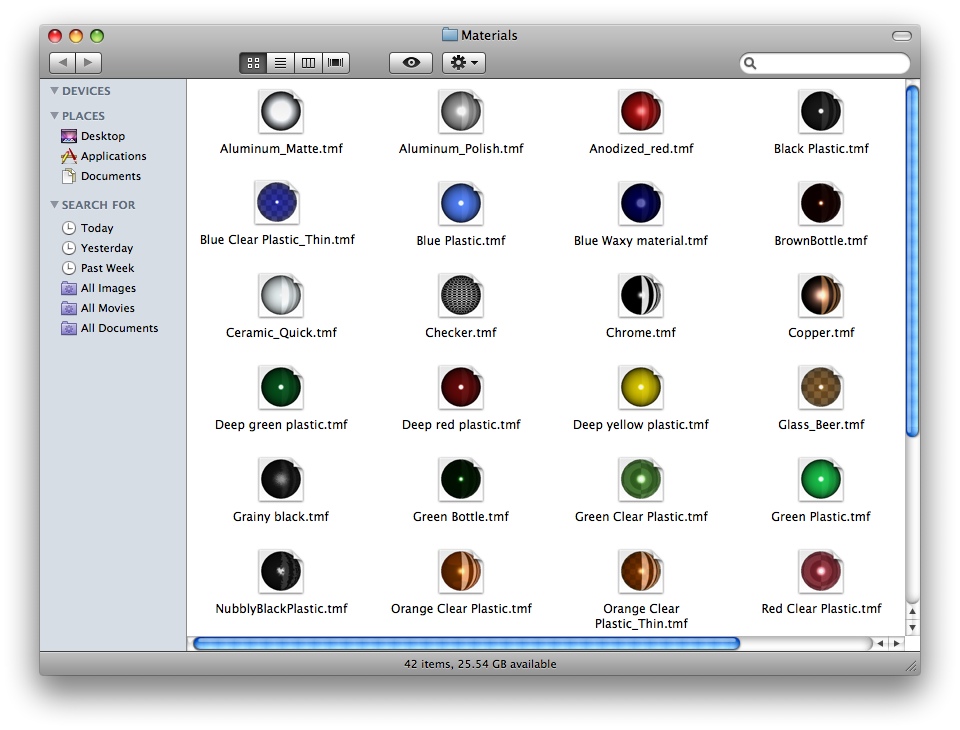 Materials
DEVICES
PLACES
Desktop
Applications
Documents
SEARCH FOR
Today
Yesterday
Past Week
All Images
All Movies
All Documents
Aluminum_Matte.tmf
Aluminum_Polish.tmf
Anodized_red.tmf
Black Plastic.tmf
Blue Clear Plastic_Thin.tmf
Blue Plastic.tmf
Blue Waxy material.tmf
BrownBottle.tmf
Ceramic_Quick.tmf
Checker.tmf
Chrome.tmf
Copper.tmf
Deep green plastic.tmf
Deep red plastic.tmf
Deep yellow plastic.tmf
Glass_Beer.tmf
Grainy black.tmf
Green Bottle.tmf
Green Clear Plastic.tmf
Green Plastic.tmf
NubblyBlackPlastic.tmf
Orange Clear Plastic.tmf
Orange Clear
Plastic_Thin.tmf
Red Clear Plastic.tmf
42 items, 25.54 GB available